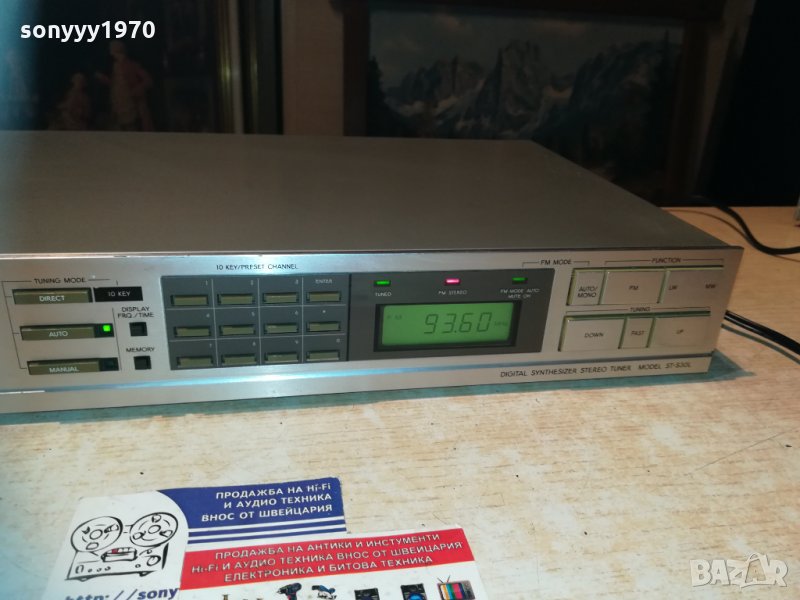 sonyyy1970
10 KEY/PRESET CHANNEL
TUNING MODE
DIRECT
10 KEY
DISPLAY
FRQ / TIME
AUTO
MEMORY
MANUAL
1 2 3 ENTER
4 5 6
7 8 9 0
TUNED
FM STEREO
FM-MODE AUTO
MUTE ON
93.60 MHz
FM MODE
FUNCTION
AUTO/
MONO
FM
LW
MW
TUNING
DOWN
FAST
UP
DIGITAL SYNTHESIZER STEREO TUNER MODEL ST-S30L
ПРОДАЖБА НА Hi-Fi
И АУДИО ТЕХНИКА
ВНОС ОТ ШВЕЙЦАРИЯ
ПРОДАЖБА НА АНТИКИ И ИНСТУМЕНТИ
Hi-Fi И АУДИО ТЕХНИКА ВНОС ОТ ШВЕЙЦАРИЯ
ЕЛЕКТРОНИКА И БИТОВА ТЕХНИКА
http://sony
BAZAR